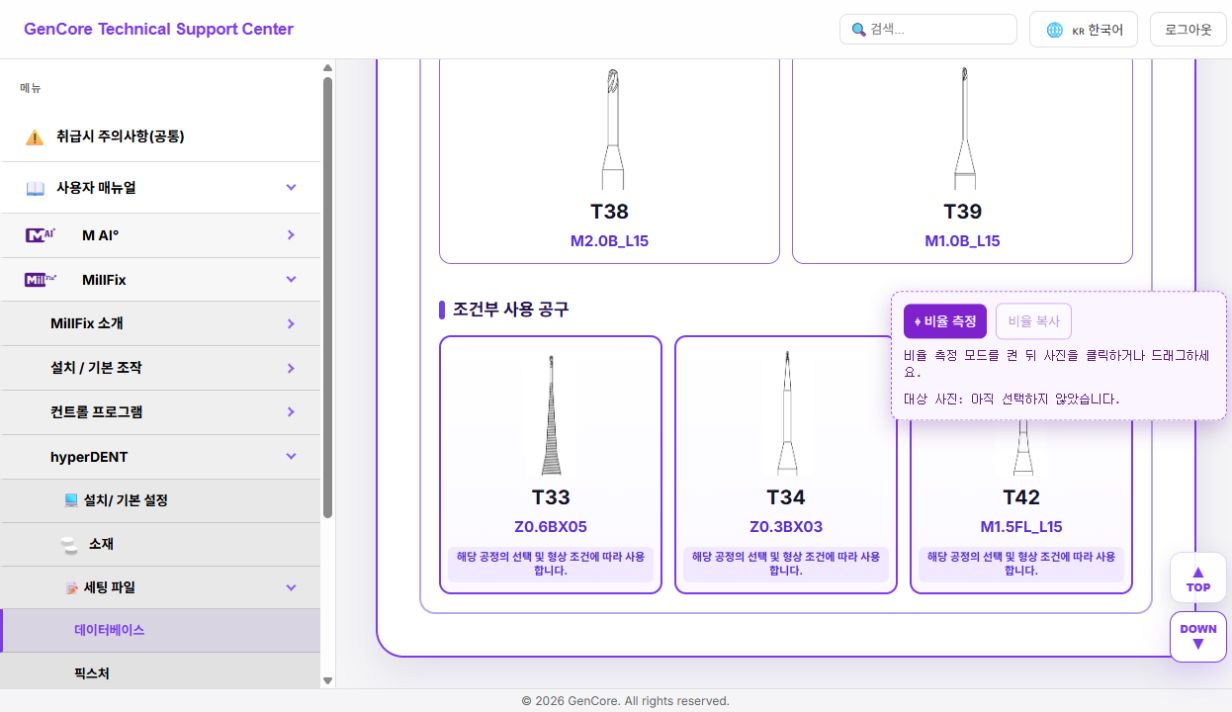 GenCore Technical Support Center
🔍 검색...
🌐 KR 한국어
로그아웃
메뉴
⚠️ 취급시 주의사항(공통)
📖 사용자 매뉴얼
M AI°
M AI°
MillFix
MillFix 소개
설치 / 기본 조작
컨트롤 프로그램
hyperDENT
설치/ 기본 설정
소재
세팅 파일
데이터베이스
픽스처
T38
M2.0B_L15
T39
M1.0B_L15
조건부 사용 공구
비율 측정
비율 복사
비율 측정 모드를 켠 뒤 사진을 클릭하거나 드래그하세
요.
대상 사진: 아직 선택하지 않았습니다.
T33
Z0.6BX05
해당 공정의 선택 및 형상 조건에 따라 사용
합니다.
T34
Z0.3BX03
해당 공정의 선택 및 형상 조건에 따라 사용
합니다.
T42
M1.5FL_L15
해당 공정의 선택 및 형상 조건에 따라 사용
합니다.
▲
TOP
DOWN
▼
© 2026 GenCore. All rights reserved.